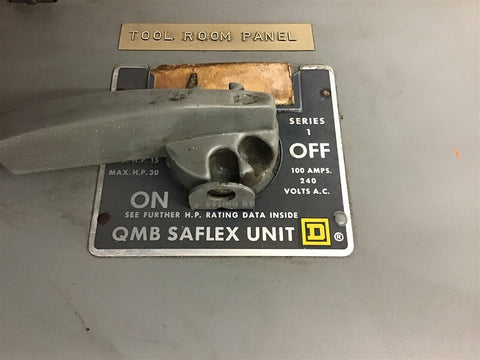 TOOL ROOM PANEL
SERIES
1
OFF
H.P. 15
MAX. H.P. 30
100 AMPS.
240
VOLTS A.C.
ON
SEE FURTHER H.P. RATING DATA INSIDE
QMB SAFLEX UNIT D ®